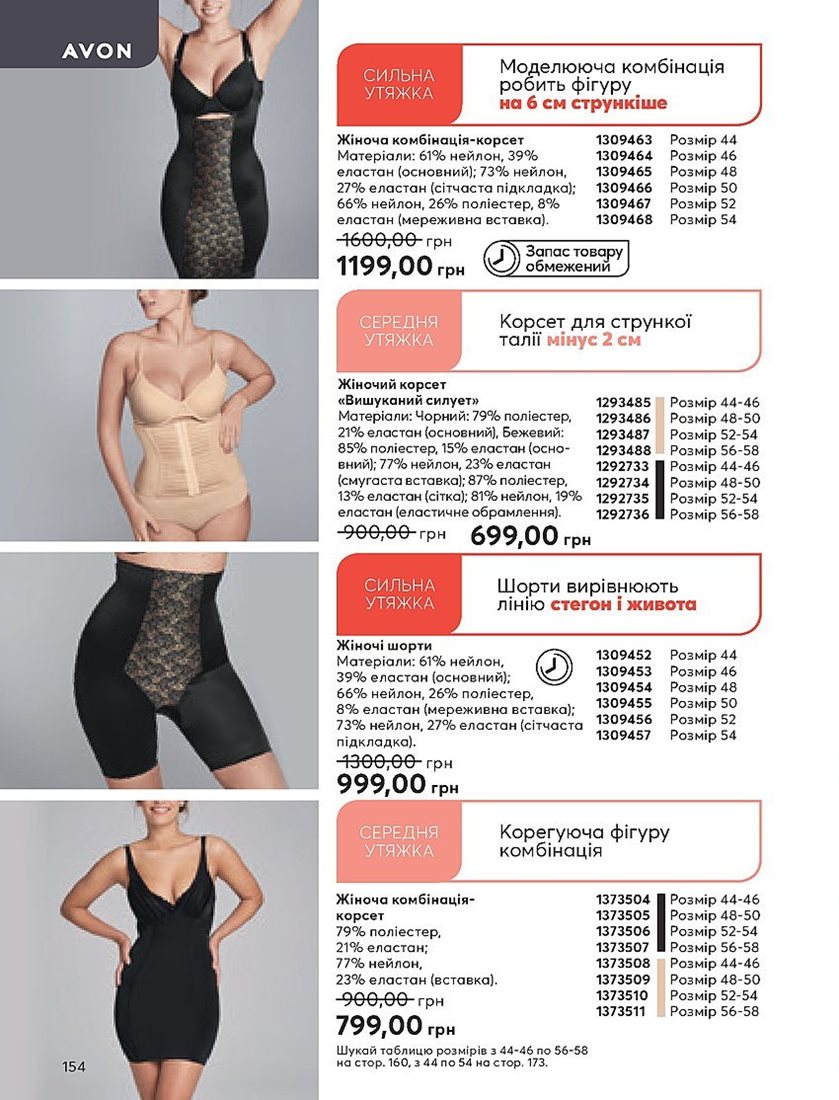 AVON
СИЛЬНА
УТЯЖКА
Моделююча комбінація
робить фігуру
на 6 см стрункіше
Жіноча комбінація-корсет
Матеріали: 61% нейлон, 39%
еластан (основний); 73% нейлон,
27% еластан (сітчаста підкладка);
66% нейлон, 26% поліестер, 8%
еластан (мереживна вставка).
1309463 Розмір 44
1309464 Розмір 46
1309465 Розмір 48
1309466 Розмір 50
1309467 Розмір 52
1309468 Розмір 54
1600,00 грн
1199,00 грн
Запас товару
обмежений
СЕРЕДНЯ
УТЯЖКА
Корсет для стрункої
талії мінус 2 см
Жіночий корсет
«Вишуканий силует»
Матеріали: Чорний: 79% поліестер,
21% еластан (основний), Бежевий:
85% поліестер, 15% еластан (осно-
вний); 77% нейлон, 23% еластан
(смугаста вставка); 87% поліестер,
13% еластан (сітка); 81% нейлон, 19%
еластан (еластичне обрамлення).
1293485 Розмір 44-46
1293486 Розмір 48-50
1293487 Розмір 52-54
1293488 Розмір 56-58
1292733 Розмір 44-46
1292734 Розмір 48-50
1292735 Розмір 52-54
1292736 Розмір 56-58
900,00 грн 699,00 грн
СИЛЬНА
УТЯЖКА
Шорти вирівнюють
лінію стегон і живота
Жіночі шорти
Матеріали: 61% нейлон,
39% еластан (основний);
66% нейлон, 26% поліестер,
8% еластан (мереживна вставка);
73% нейлон, 27% еластан (сітчаста
підкладка).
1309452 Розмір 44
1309453 Розмір 46
1309454 Розмір 48
1309455 Розмір 50
1309456 Розмір 52
1309457 Розмір 54
1300,00 грн
999,00 грн
СЕРЕДНЯ
УТЯЖКА
Корегуюча фігуру
комбінація
Жіноча комбінація-
корсет
79% поліестер,
21% еластан;
77% нейлон,
23% еластан (вставка).
1373504 Розмір 44-46
1373505 Розмір 48-50
1373506 Розмір 52-54
1373507 Розмір 56-58
1373508 Розмір 44-46
1373509 Розмір 48-50
1373510 Розмір 52-54
1373511 Розмір 56-58
900,00 грн
799,00 грн
Шукай таблицю розмірів з 44-46 по 56-58
на стор. 160, з 44 по 54 на стор. 173.
154